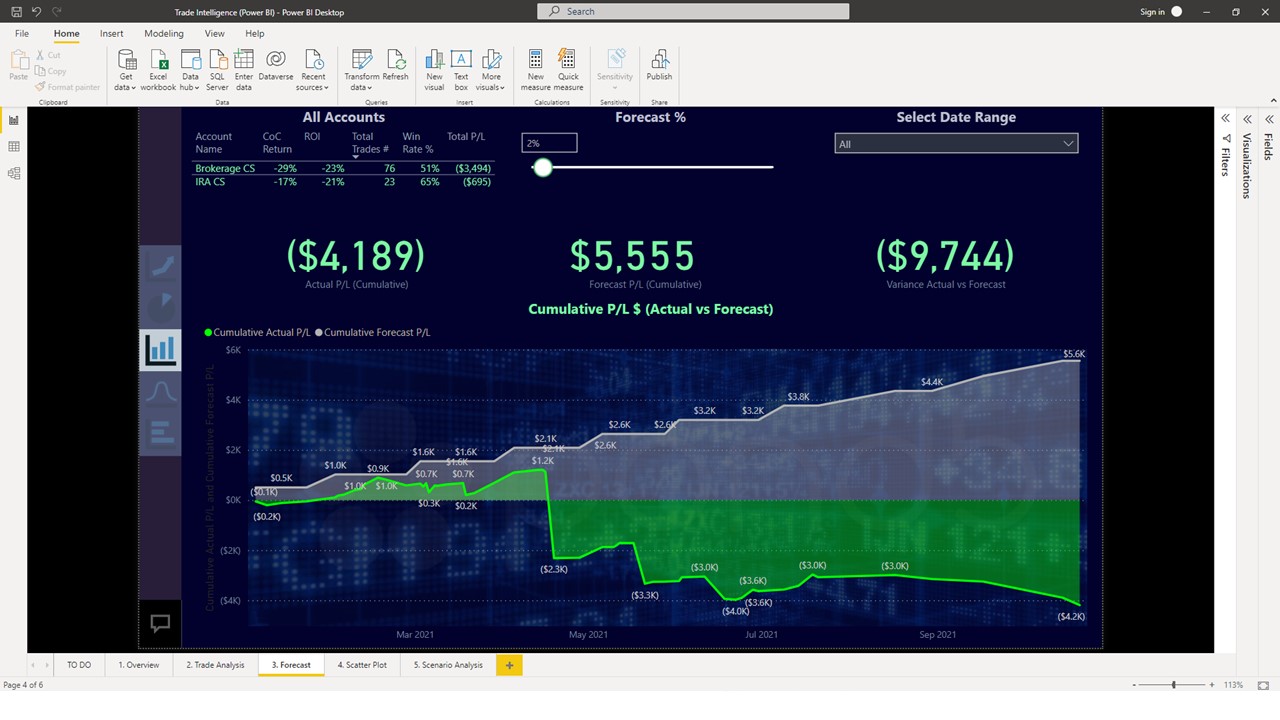 Trade Intelligence (Power BI) - Power BI Desktop
Search
Sign in
File Home Insert Modeling View Help
Paste
Cut
Copy
Format painter
Clipboard
Get data
Excel workbook
Data hub
SQL Server
Enter data
Dataverse
Recent sources
Data
Transform data
Refresh
Queries
New visual
Text box
More visuals
Insert
New measure
Quick measure
Calculations
Sensitivity
Sensitivity
Publish
Share
All Accounts
Account Name CoC Return ROI Total Trades # Win Rate % Total P/L
Brokerage CS -29% -23% 76 51% ($3,494)
IRA CS -17% -21% 23 65% ($695)
Forecast %
2%
Select Date Range
All
Filters
Visualizations
Fields
($4,189)
Actual P/L (Cumulative)
$5,555
Forecast P/L (Cumulative)
($9,744)
Variance Actual vs Forecast
Cumulative P/L $ (Actual vs Forecast)
Cumulative Actual P/L Cumulative Forecast P/L
Cumulative Actual P/L and Cumulative Forecast P/L
$6K
$4K
$2K
$0K
($2K)
($4K)
$0.5K
$1.0K
$0.9K
$1.6K
$1.6K
$1.6K
$2.1K
$2.1K
$2.6K
$2.6K
$2.6K
$3.2K
$3.2K
$3.8K
$4.4K
$5.6K
($0.1K)
($0.2K)
$1.0K
$1.0K
$0.7K
$0.3K
$0.7K
$0.2K
$1.2K
($2.3K)
($3.3K)
($3.0K)
($4.0K)
($3.6K)
($3.6K)
($3.0K)
($3.0K)
($4.2K)
Mar 2021 May 2021 Jul 2021 Sep 2021
TO DO 1. Overview 2. Trade Analysis 3. Forecast 4. Scatter Plot 5. Scenario Analysis +
Page 4 of 6
- + 113%